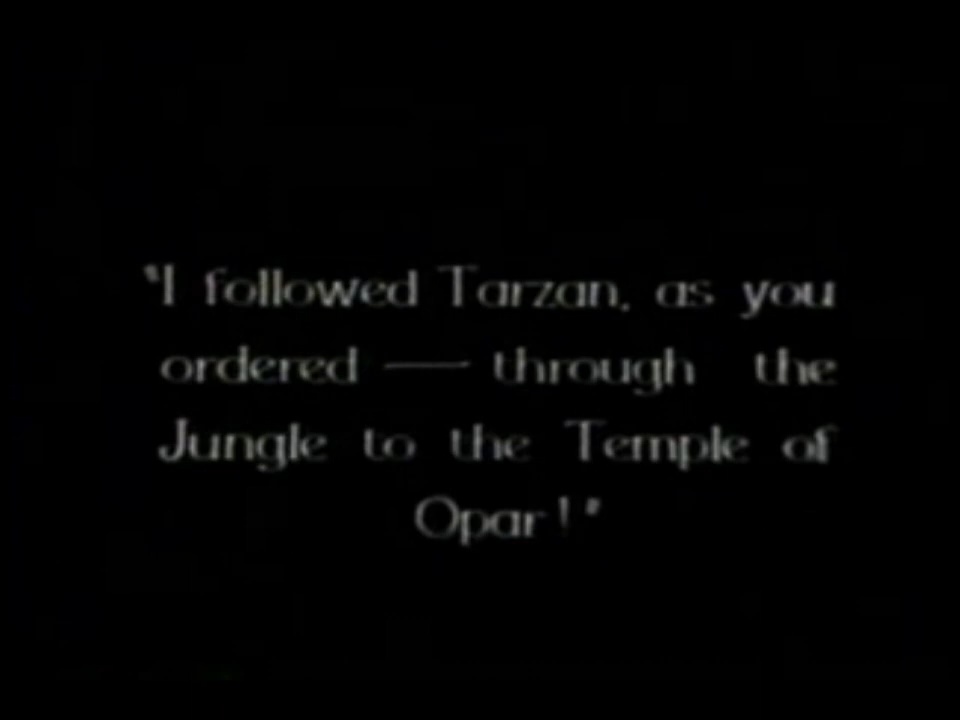 "I followed Tarzan, as you
ordered — through the
Jungle to the Temple of
Opar!"